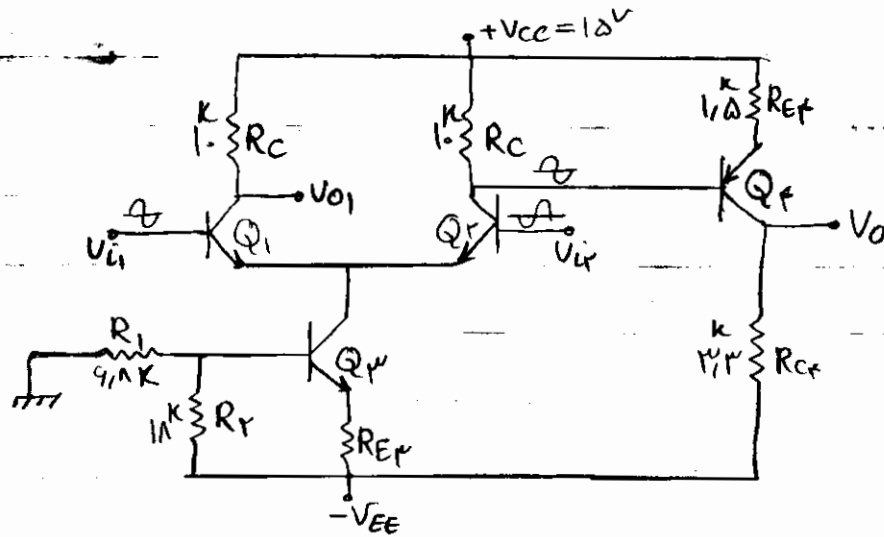 +VCC = ۱۵V
K
۱۰ RC
K
۱۰ RC
K
۱,۵ RE۴
VO۱
Q۴
Vi۱
Q۱
Q۲
Vi۲
VO
R۱
۶,۸K
Q۳
K
۳,۳ RC۴
۱۸K R۲
RE۳
-VEE